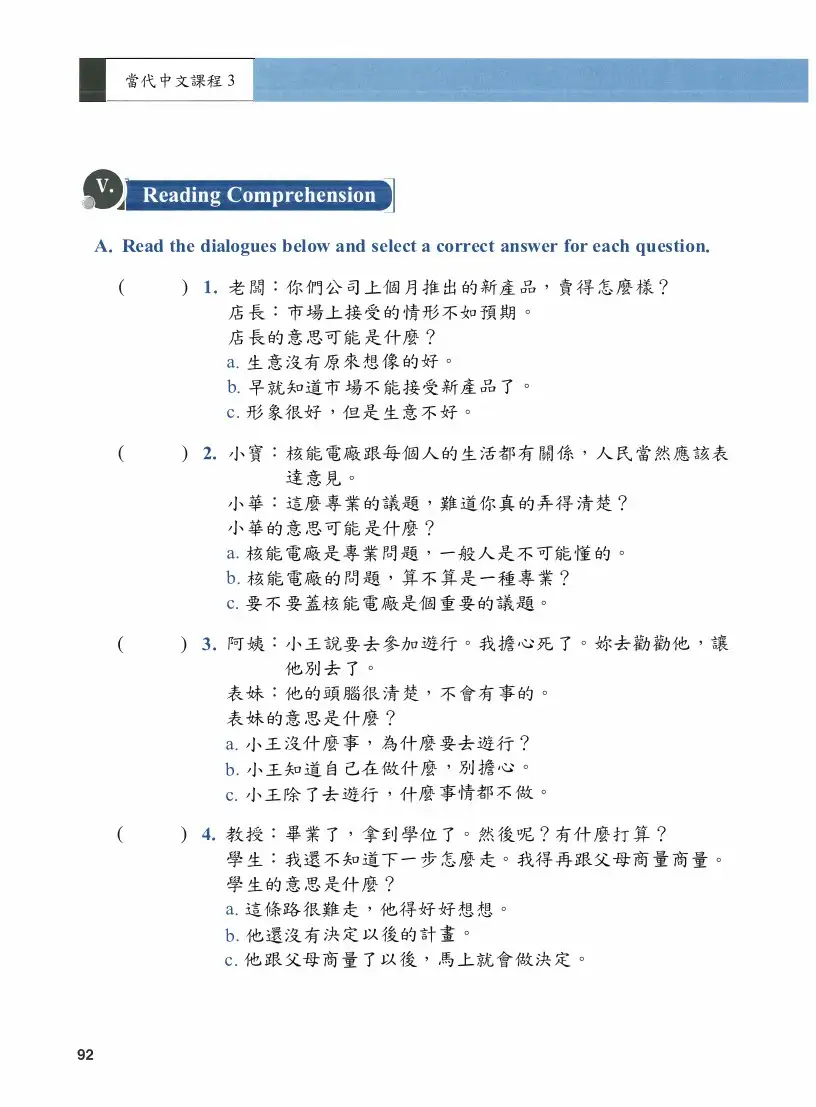 當代中文課程 3
V. Reading Comprehension
A. Read the dialogues below and select a correct answer for each question.
( ) 1. 老闆：你們公司上個月推出的新產品，賣得怎麼樣？
店長：市場上接受的情形不如預期。
店長的意思可能是什麼？
a. 生意沒有原來想像的好。
b. 早就知道市場不能接受新產品了。
c. 形象很好，但是生意不好。
( ) 2. 小寶：核能電廠跟每個人的生活都有關係，人民當然應該表
達意見。
小華：這麼專業的議題，難道你真的弄得清楚？
小華的意思可能是什麼？
a. 核能電廠是專業問題，一般人是不可能懂的。
b. 核能電廠的問題，算不算是一種專業？
c. 要不要蓋核能電廠是個重要的議題。
( ) 3. 阿姨：小王說要去參加遊行。我擔心死了。妳去勸勸他，讓
他別去了。
表妹：他的頭腦很清楚，不會有事的。
表妹的意思是什麼？
a. 小王沒什麼事，為什麼要去遊行？
b. 小王知道自己在做什麼，別擔心。
c. 小王除了去遊行，什麼事情都不做。
( ) 4. 教授：畢業了，拿到學位了。然後呢？有什麼打算？
學生：我還不知道下一步怎麼走。我得再跟父母商量商量。
學生的意思是什麼？
a. 這條路很難走，他得好好想想。
b. 他還沒有決定以後的計畫。
c. 他跟父母商量了以後，馬上就會做決定。
92